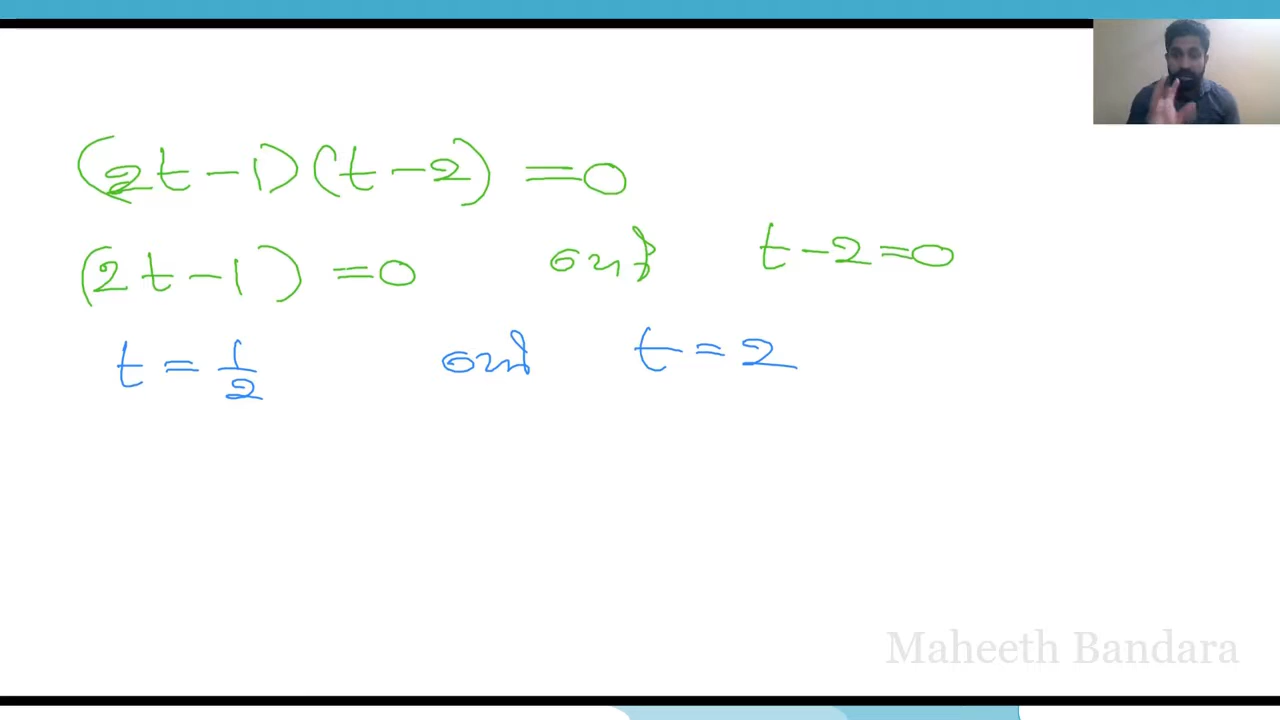 (2t-1)(t-2) = 0
(2t-1) = 0 හෝ t-2=0
t = 1/2 හෝ t = 2
Maheeth Bandara